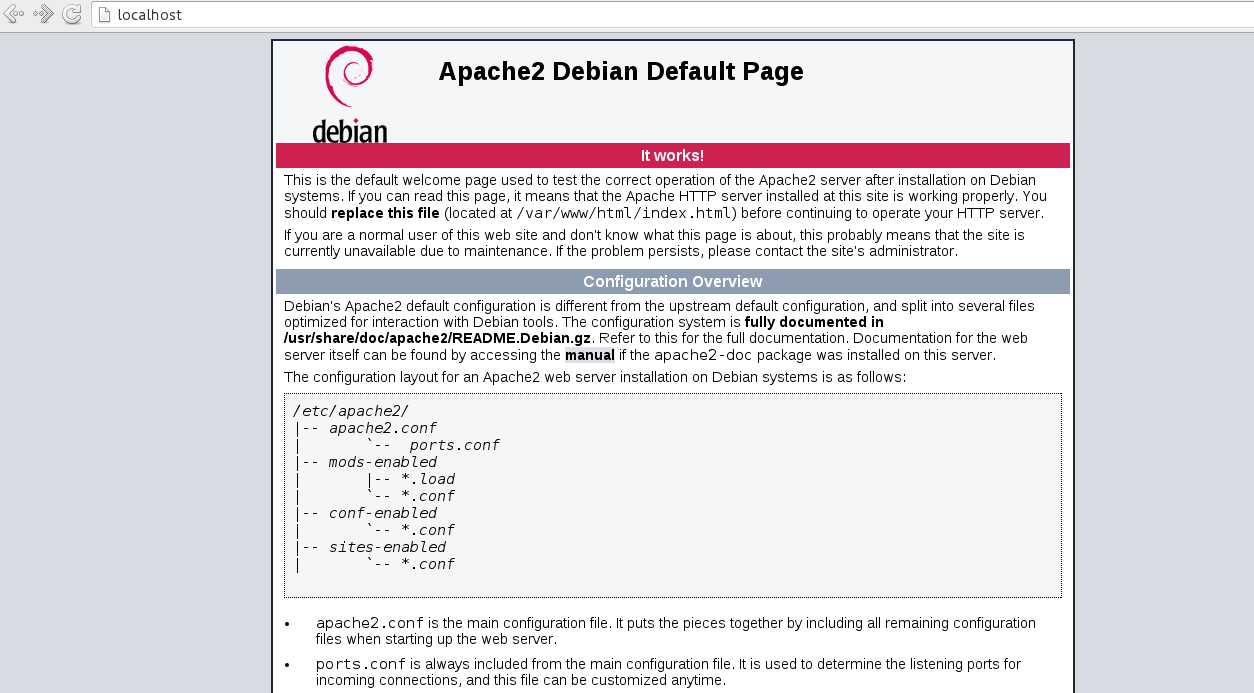 localhost
Apache2 Debian Default Page
debian
It works!
This is the default welcome page used to test the correct operation of the Apache2 server after installation on Debian
systems. If you can read this page, it means that the Apache HTTP server installed at this site is working properly. You
should replace this file (located at /var/www/html/index.html) before continuing to operate your HTTP server.
If you are a normal user of this web site and don't know what this page is about, this probably means that the site is
currently unavailable due to maintenance. If the problem persists, please contact the site's administrator.
Configuration Overview
Debian's Apache2 default configuration is different from the upstream default configuration, and split into several files
optimized for interaction with Debian tools. The configuration system is fully documented in
/usr/share/doc/apache2/README.Debian.gz. Refer to this for the full documentation. Documentation for the web
server itself can be found by accessing the manual if the apache2-doc package was installed on this server.
The configuration layout for an Apache2 web server installation on Debian systems is as follows:
/etc/apache2/
|-- apache2.conf
|       `--  ports.conf
|-- mods-enabled
|       |-- *.load
|       `-- *.conf
|-- conf-enabled
|       `-- *.conf
|-- sites-enabled
|       `-- *.conf
• apache2.conf is the main configuration file. It puts the pieces together by including all remaining configuration
files when starting up the web server.
• ports.conf is always included from the main configuration file. It is used to determine the listening ports for
incoming connections, and this file can be customized anytime.